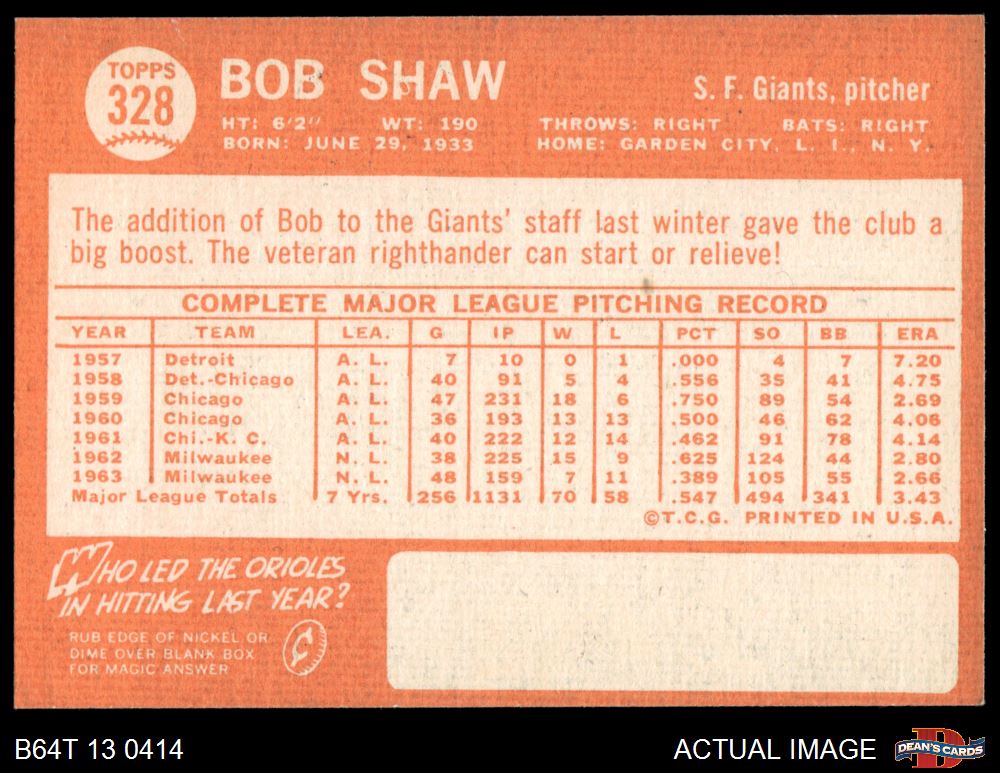 TOPPS
328
BOB SHAW
S. F. Giants, pitcher
HT: 6'2" WT: 190 THROWS: RIGHT BATS: RIGHT
BORN: JUNE 29, 1933 HOME: GARDEN CITY, L. I., N. Y.
The addition of Bob to the Giants' staff last winter gave the club a
big boost. The veteran righthander can start or relieve!
COMPLETE MAJOR LEAGUE PITCHING RECORD
YEAR TEAM LEA. G IP W L PCT SO BB ERA
1957 Detroit A. L. 7 10 0 1 .000 4 7 7.20
1958 Det.-Chicago A. L. 40 91 5 4 .556 35 41 4.75
1959 Chicago A. L. 47 231 18 6 .750 89 54 2.69
1960 Chicago A. L. 36 193 13 13 .500 46 62 4.06
1961 Chi.-K. C. A. L. 40 222 12 14 .462 91 78 4.14
1962 Milwaukee N. L. 38 225 15 9 .625 124 44 2.80
1963 Milwaukee N. L. 48 159 7 11 .389 105 55 2.66
Major League Totals 7 Yrs. 256 1131 70 58 .547 494 341 3.43
©T.C.G. PRINTED IN U.S.A.
WHO LED THE ORIOLES
IN HITTING LAST YEAR?
RUB EDGE OF NICKEL OR
DIME OVER BLANK BOX
FOR MAGIC ANSWER
¢
B64T 13 0414
ACTUAL IMAGE
D
DEAN'S CARDS